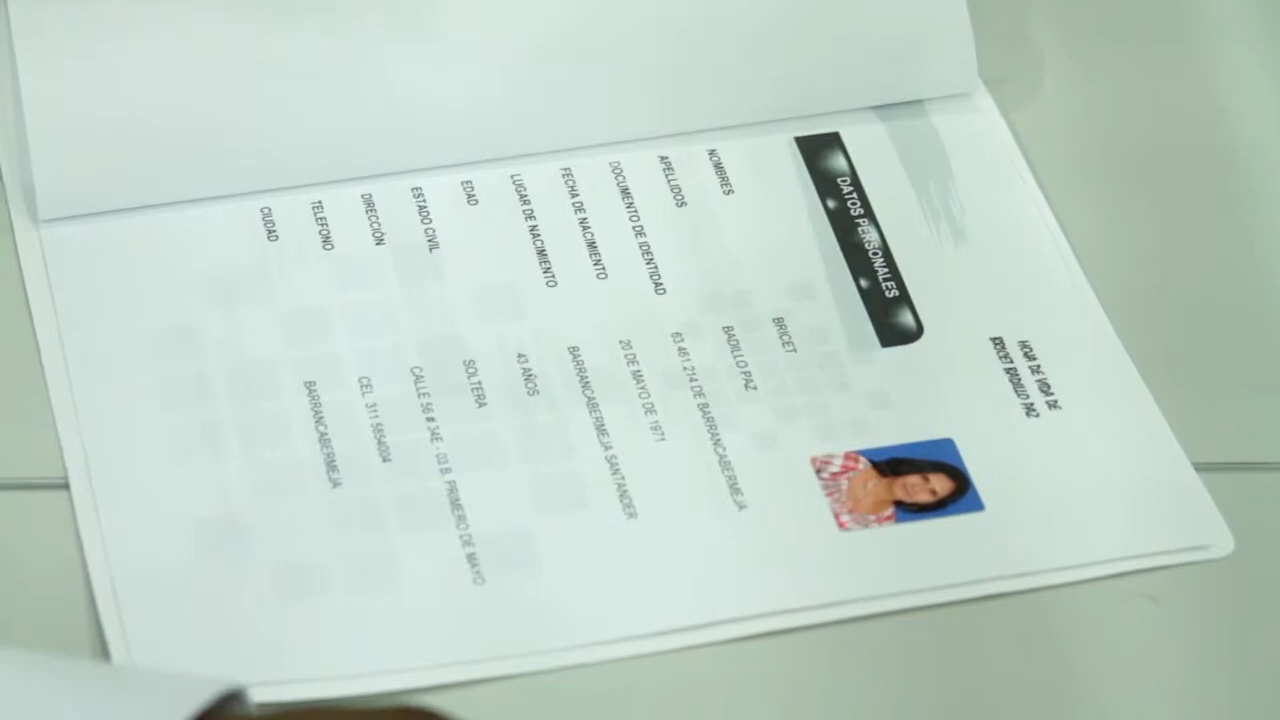 HOJA DE VIDA DE
BRICET BADILLO PAZ
DATOS PERSONALES
NOMBRES BRICET
APELLIDOS BADILLO PAZ
DOCUMENTO DE IDENTIDAD 63.461.214 DE BARRANCABERMEJA
FECHA DE NACIMIENTO 20 DE MAYO DE 1971
LUGAR DE NACIMIENTO BARRANCABERMEJA SANTANDER
EDAD 43 AÑOS
ESTADO CIVIL SOLTERA
DIRECCIÓN CALLE 56 # 34E - 03 B. PRIMERO DE MAYO
TELEFONO CEL. 311 5854004
CIUDAD BARRANCABERMEJA